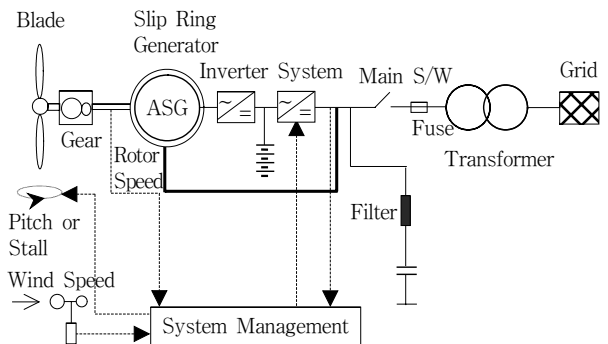 Blade
Slip Ring
Generator
Inverter System
Main S/W
Grid
ASG
Gear
Fuse
Transformer
Rotor
Speed
Filter
Pitch or
Stall
Wind Speed
System Management